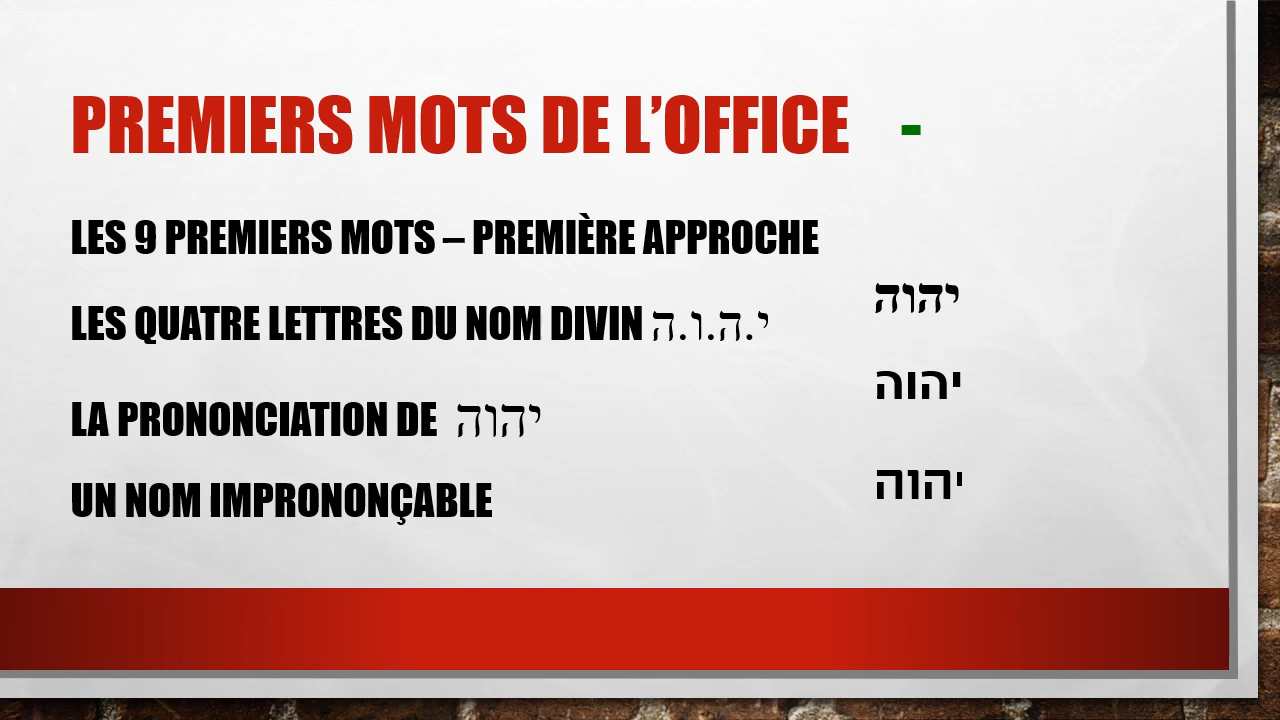 PREMIERS MOTS DE L’OFFICE -
LES 9 PREMIERS MOTS – PREMIÈRE APPROCHE
יהוה
LES QUATRE LETTRES DU NOM DIVIN י.ה.ו.ה
יהוה
LA PRONONCIATION DE יהוה
יהוה
UN NOM IMPRONONÇABLE